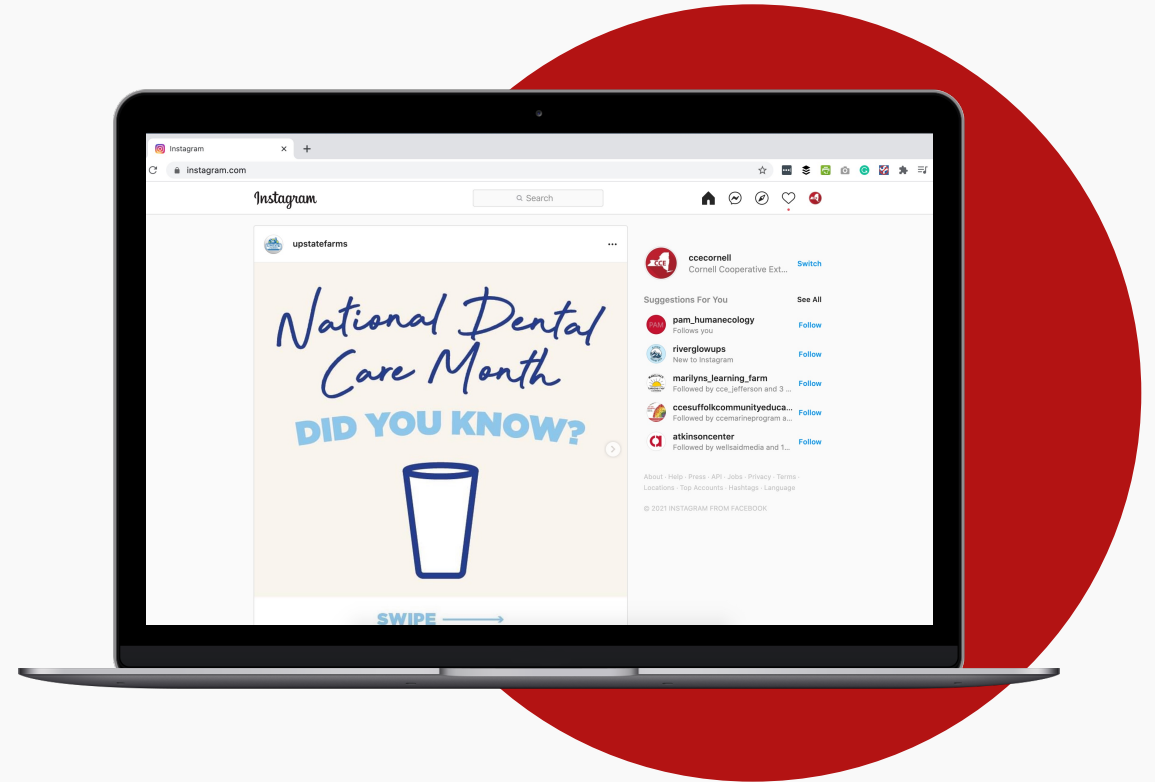 Instagram
instagram.com
Instagram
Search
upstatefarms
National Dental
Care Month
DID YOU KNOW?
SWIPE
CCE
ccecornell
Cornell Cooperative Ext...
Switch
Suggestions For You
See All
PAM
pam_humanecology
Follows you
Follow
riverglowups
New to Instagram
Follow
marilyns_learning_farm
Followed by cce_jefferson and 3 ...
Follow
ccesuffolkcommunityeduca...
Followed by ccemarineprogram a...
Follow
atkinsoncenter
Followed by wellsaidmedia and 1...
Follow
About · Help · Press · API · Jobs · Privacy · Terms ·
Locations · Top Accounts · Hashtags · Language
© 2021 INSTAGRAM FROM FACEBOOK